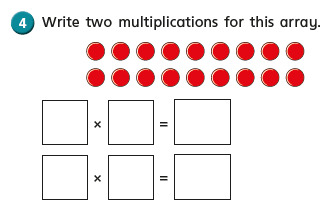 4 Write two multiplications for this array.
× =
× =